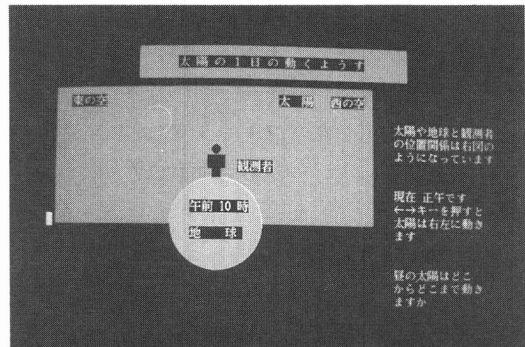 太陽の1日の動くようす
東の空
太陽
西の空
観測者
午前10時
地球
太陽や地球と観測者
の位置関係は右図の
ようになっています
現在 正午です
←→キーを押すと
太陽は右左に動き
ます
昼の太陽はどこ
からどこまで動き
ますか